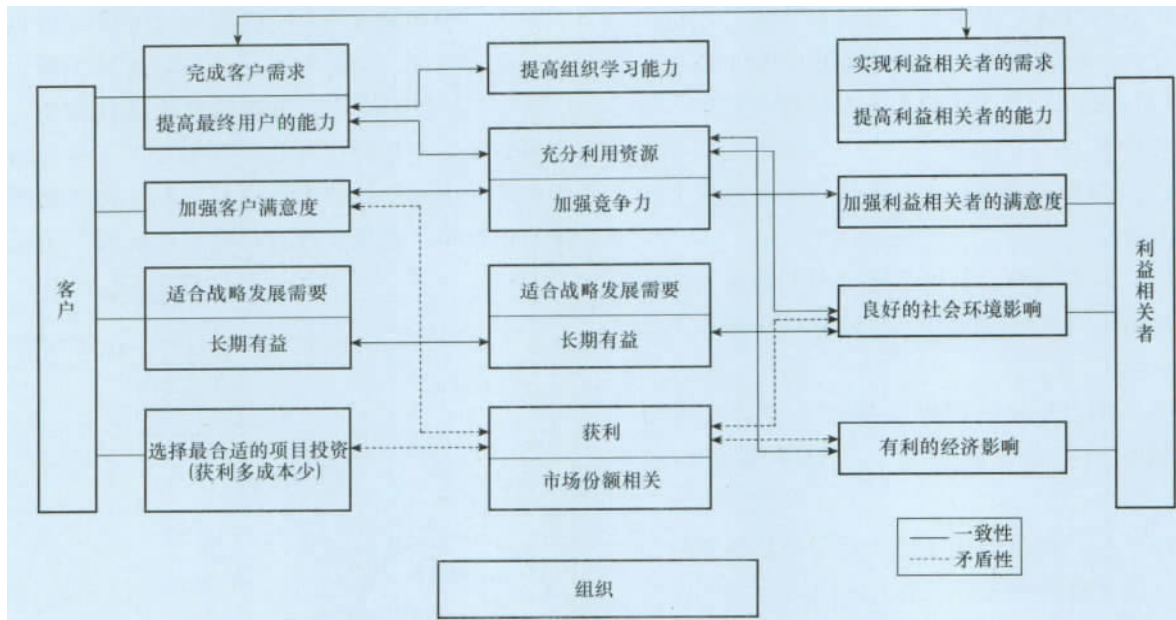 完成客户需求
提高最终用户的能力
加强客户满意度
适合战略发展需要
长期有益
选择最合适的项目投资
(获利多成本少)
客户
提高组织学习能力
充分利用资源
加强竞争力
适合战略发展需要
长期有益
获利
市场份额相关
组织
实现利益相关者的需求
提高利益相关者的能力
加强利益相关者的满意度
良好的社会环境影响
有利的经济影响
利益相关者
一致性
矛盾性